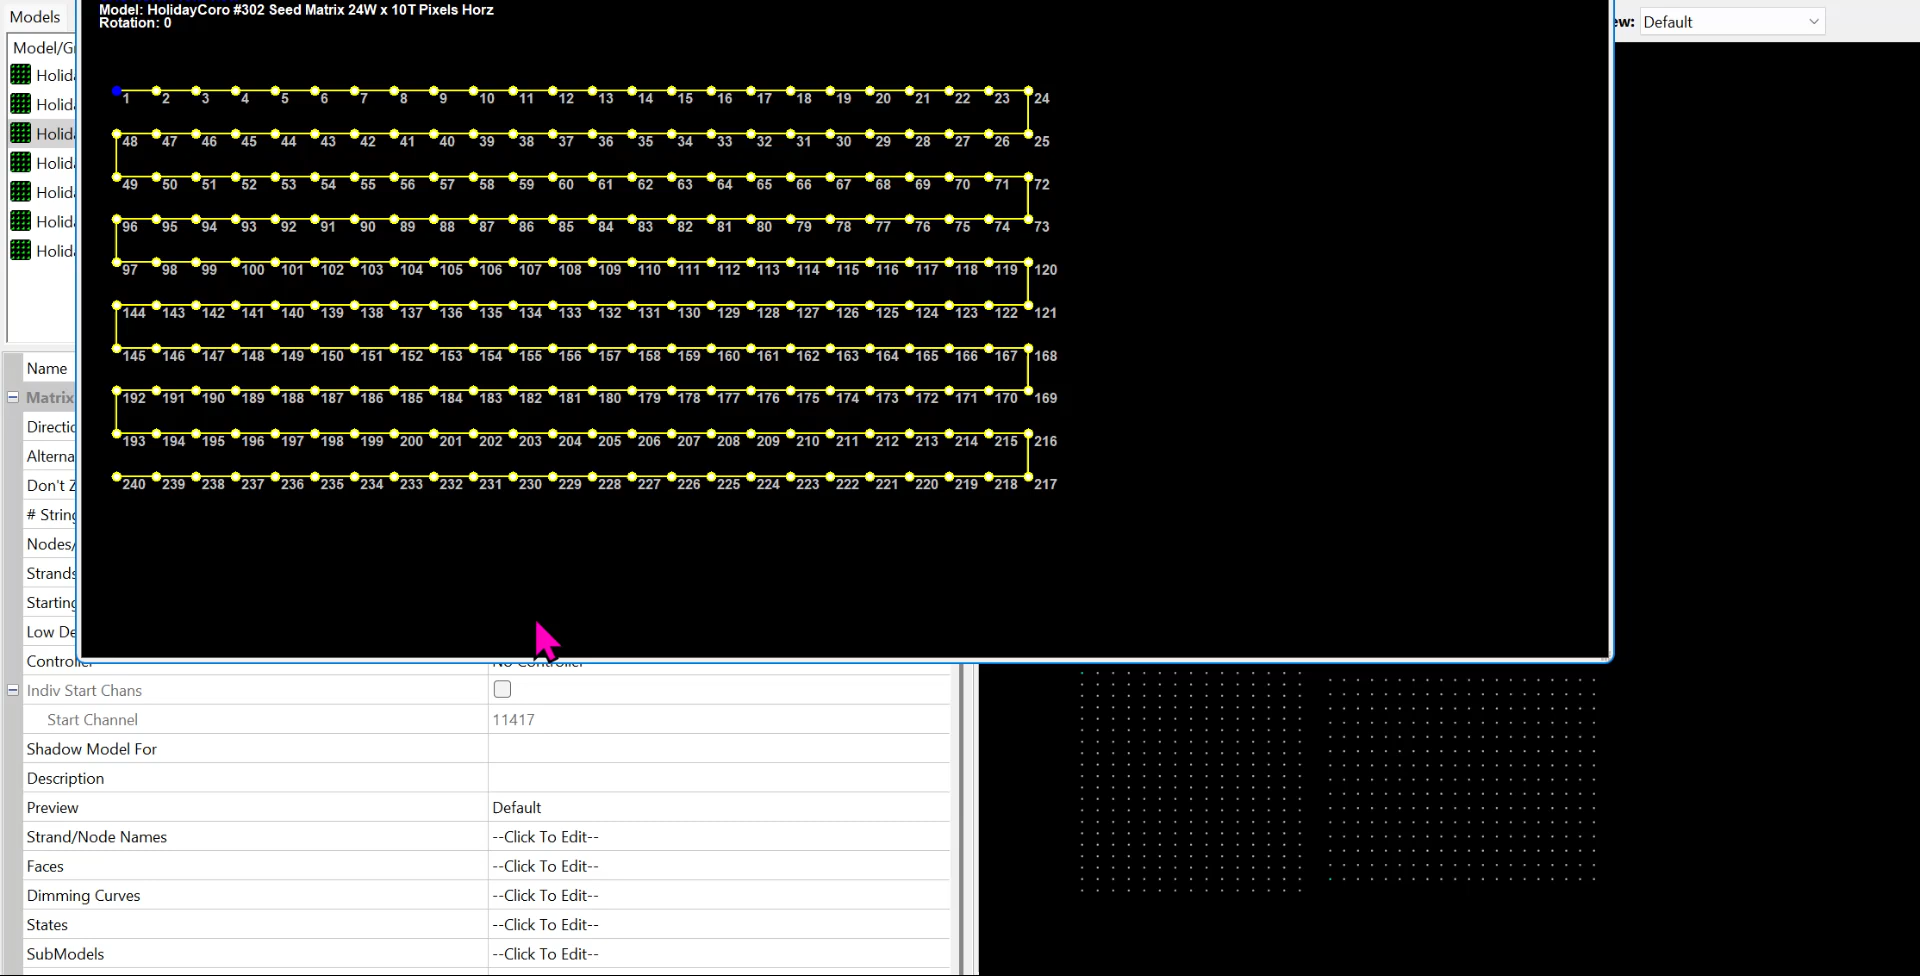 Models
Model: HolidayCoro #302 Seed Matrix 24W x 10T Pixels Horz
Rotation: 0
ew: Default
Model/Gr
Holida
Holida
Holida
Holida
Holida
Holida
Holida
1 2 3 4 5 6 7 8 9 10 11 12 13 14 15 16 17 18 19 20 21 22 23 24
48 47 46 45 44 43 42 41 40 39 38 37 36 35 34 33 32 31 30 29 28 27 26 25
49 50 51 52 53 54 55 56 57 58 59 60 61 62 63 64 65 66 67 68 69 70 71 72
96 95 94 93 92 91 90 89 88 87 86 85 84 83 82 81 80 79 78 77 76 75 74 73
97 98 99 100 101 102 103 104 105 106 107 108 109 110 111 112 113 114 115 116 117 118 119 120
144 143 142 141 140 139 138 137 136 135 134 133 132 131 130 129 128 127 126 125 124 123 122 121
145 146 147 148 149 150 151 152 153 154 155 156 157 158 159 160 161 162 163 164 165 166 167 168
192 191 190 189 188 187 186 185 184 183 182 181 180 179 178 177 176 175 174 173 172 171 170 169
193 194 195 196 197 198 199 200 201 202 203 204 205 206 207 208 209 210 211 212 213 214 215 216
240 239 238 237 236 235 234 233 232 231 230 229 228 227 226 225 224 223 222 221 220 219 218 217
Name
Matrix
Directio
Alterna
Don't Z
# String
Nodes/
Strands
Starting
Low De
Controller No Controller
Indiv Start Chans
Start Channel 11417
Shadow Model For
Description
Preview Default
Strand/Node Names --Click To Edit--
Faces --Click To Edit--
Dimming Curves --Click To Edit--
States --Click To Edit--
SubModels --Click To Edit--